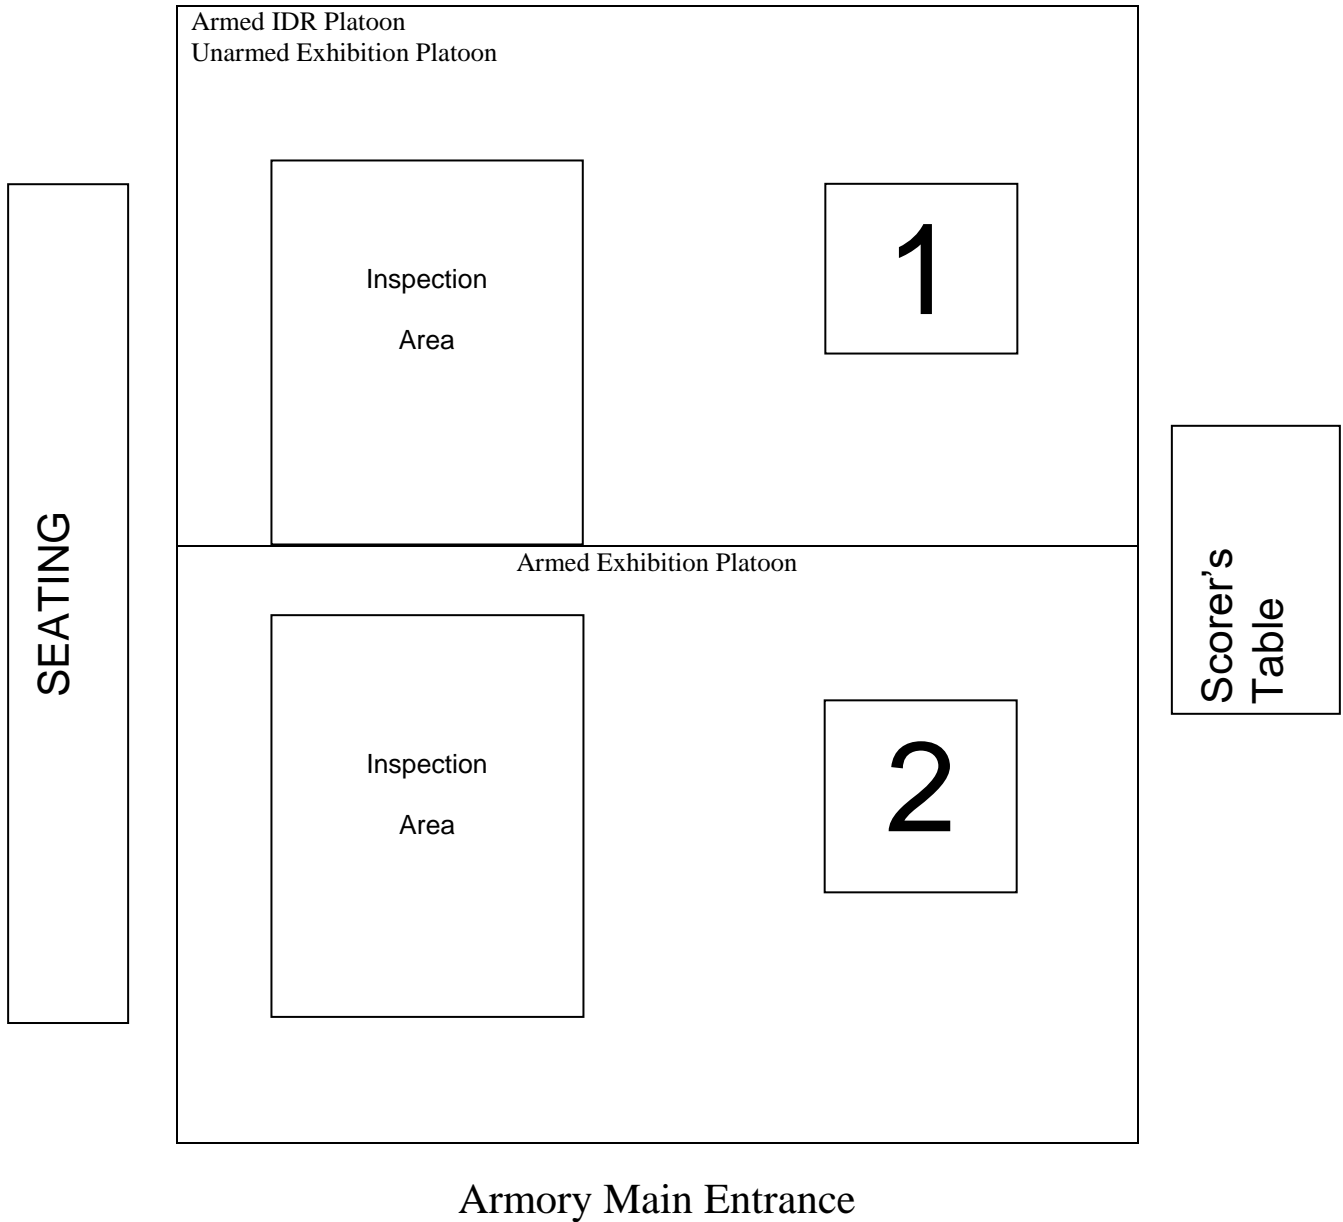 Armed IDR Platoon
Unarmed Exhibition Platoon
Inspection
Area
1
SEATING
Scorer's
Table
Armed Exhibition Platoon
Inspection
Area
2
Armory Main Entrance